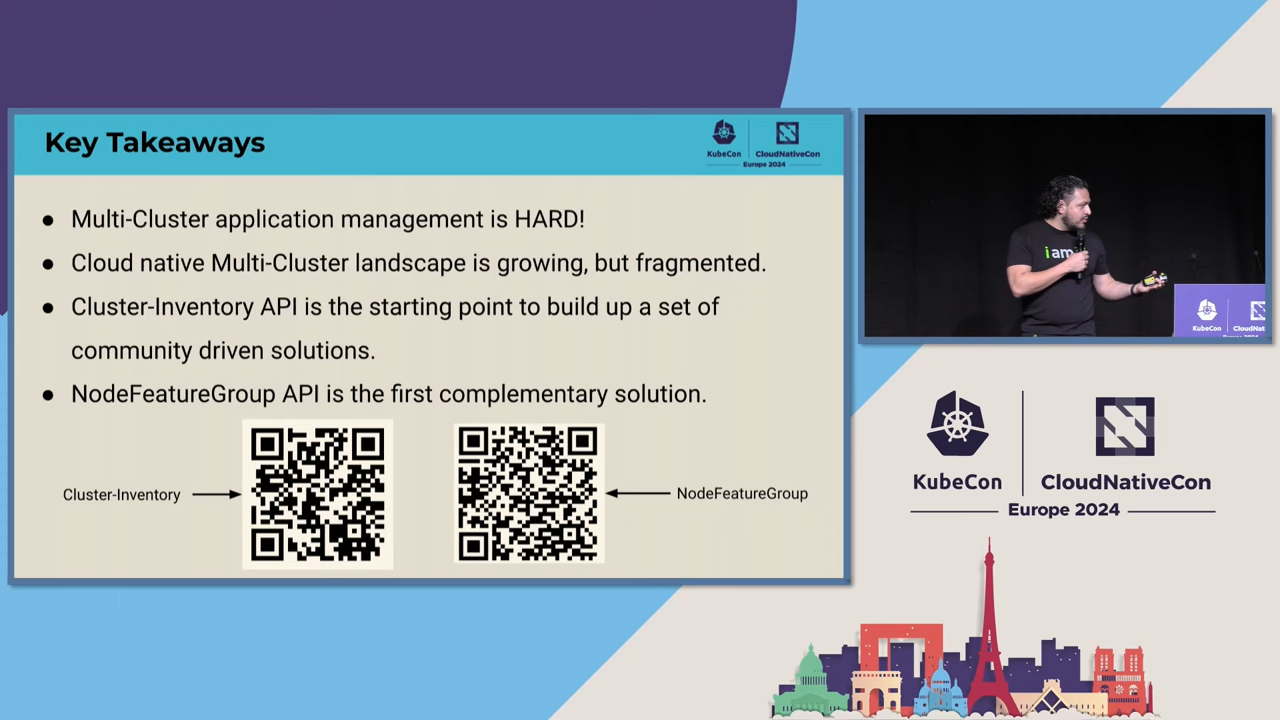 Key Takeaways
KubeCon
CloudNativeCon
Europe 2024
● Multi-Cluster application management is HARD!
● Cloud native Multi-Cluster landscape is growing, but fragmented.
● Cluster-Inventory API is the starting point to build up a set of
community driven solutions.
● NodeFeatureGroup API is the first complementary solution.
Cluster-Inventory
NodeFeatureGroup
i am
KubeCon
KubeCon
CloudNativeCon
Europe 2024